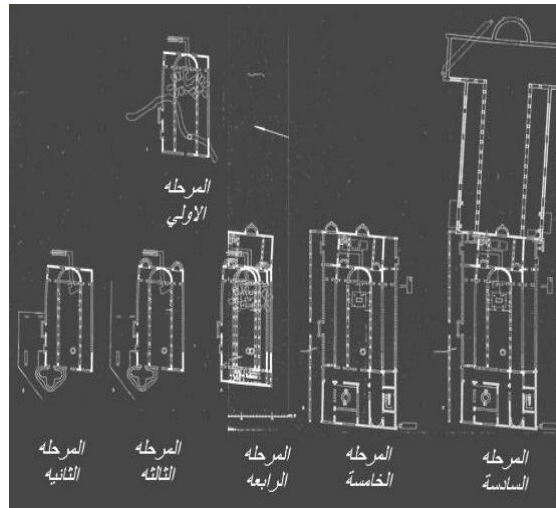 المرحله
الاولي
المرحله
الثانيه
المرحله
الثالثه
المرحله
الرابعه
المرحله
الخامسة
المرحله
السادسة